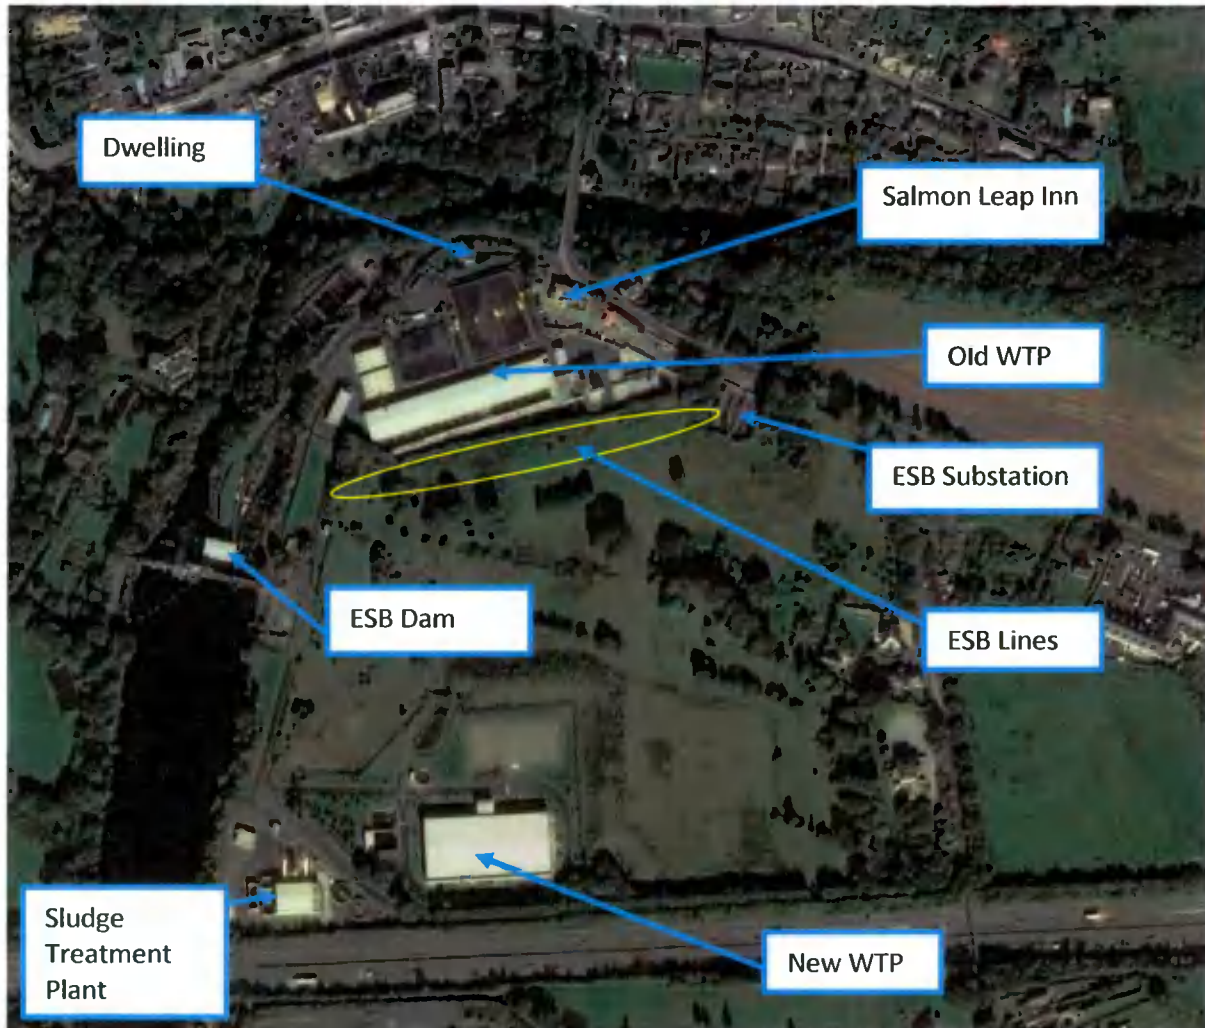 Dwelling
Salmon Leap Inn
Old WTP
ESB Substation
ESB Dam
ESB Lines
Sludge
Treatment
Plant
New WTP